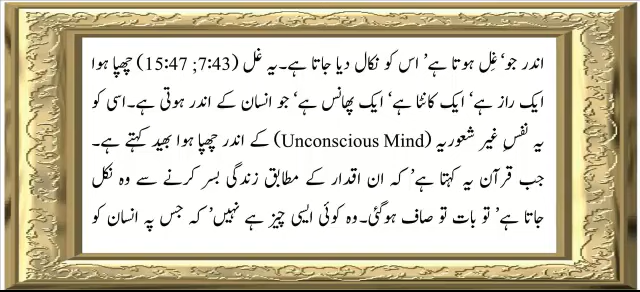 اندر جو‘ غِل ہوتا ہے’ اس کو نکال دیا جاتا ہے۔یہ غل (7:43; 15:47) چھپا ہوا
ایک راز ہے‘ ایک کانٹا ہے‘ ایک پھانس ہے‘ جو انسان کے اندر ہوتی ہے۔اسی کو
یہ نفسِ غیر شعوریہ (Unconscious Mind) کے اندر چھپا ہوا بھید کہتے ہے۔
جب قرآن یہ کہتا ہے’ کہ ان اقدار کے مطابق زندگی بسر کرنے سے وہ نکل
جاتا ہے’ تو بات تو صاف ہوگئی۔وہ کوئی ایسی چیز ہے نہیں’ کہ جس پہ انسان کو